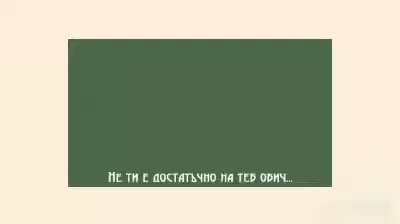 Не ти е достатъчно на теб обич...